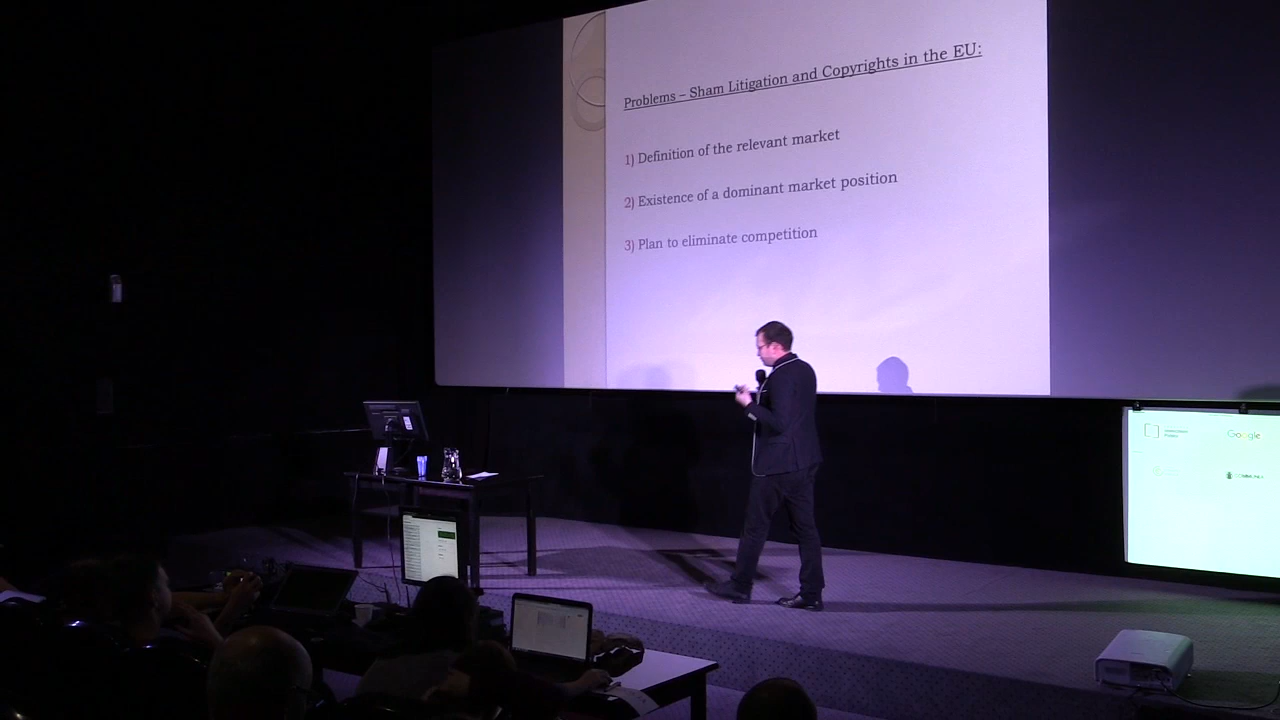 Problems – Sham Litigation and Copyrights in the EU:
1) Definition of the relevant market
2) Existence of a dominant market position
3) Plan to eliminate competition
Google